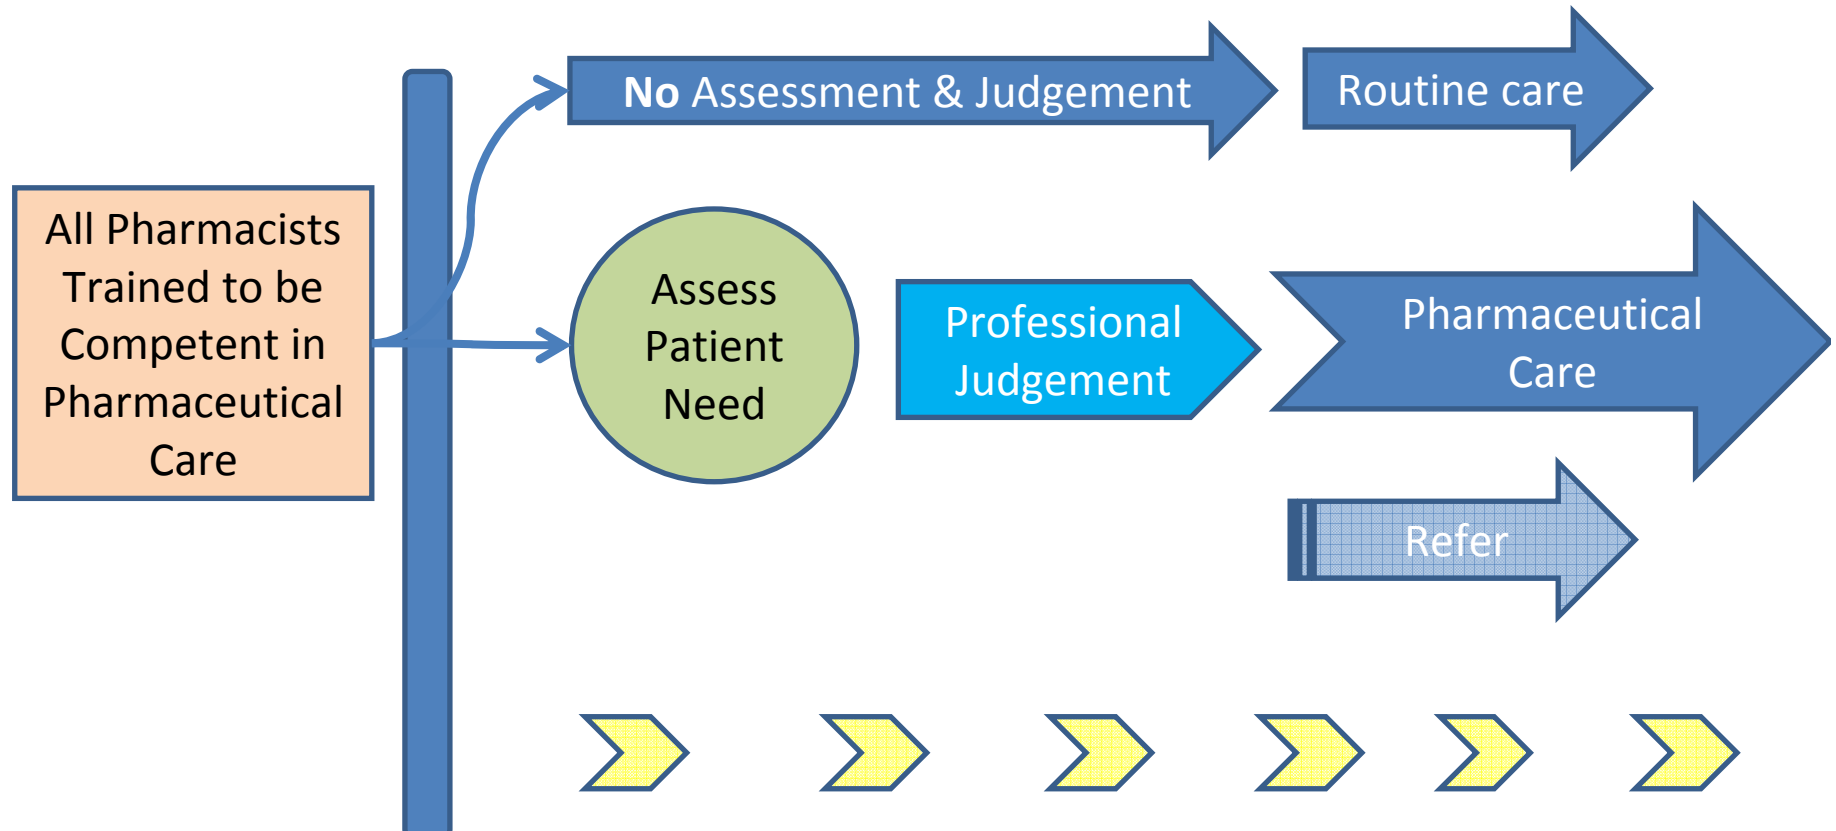 No Assessment & Judgement
Routine care
All Pharmacists
Trained to be
Competent in
Pharmaceutical
Care
Assess
Patient
Need
Professional
Judgement
Pharmaceutical
Care
Refer